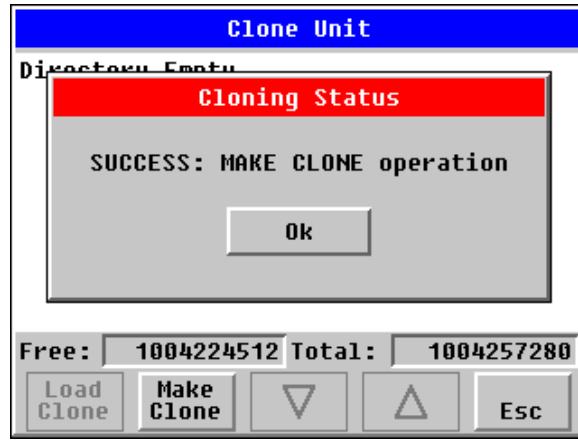 Clone Unit
Directory Empty
Cloning Status
SUCCESS: MAKE CLONE operation
Ok
Free: 1004224512 Total: 1004257280
Load Clone
Make Clone
Esc